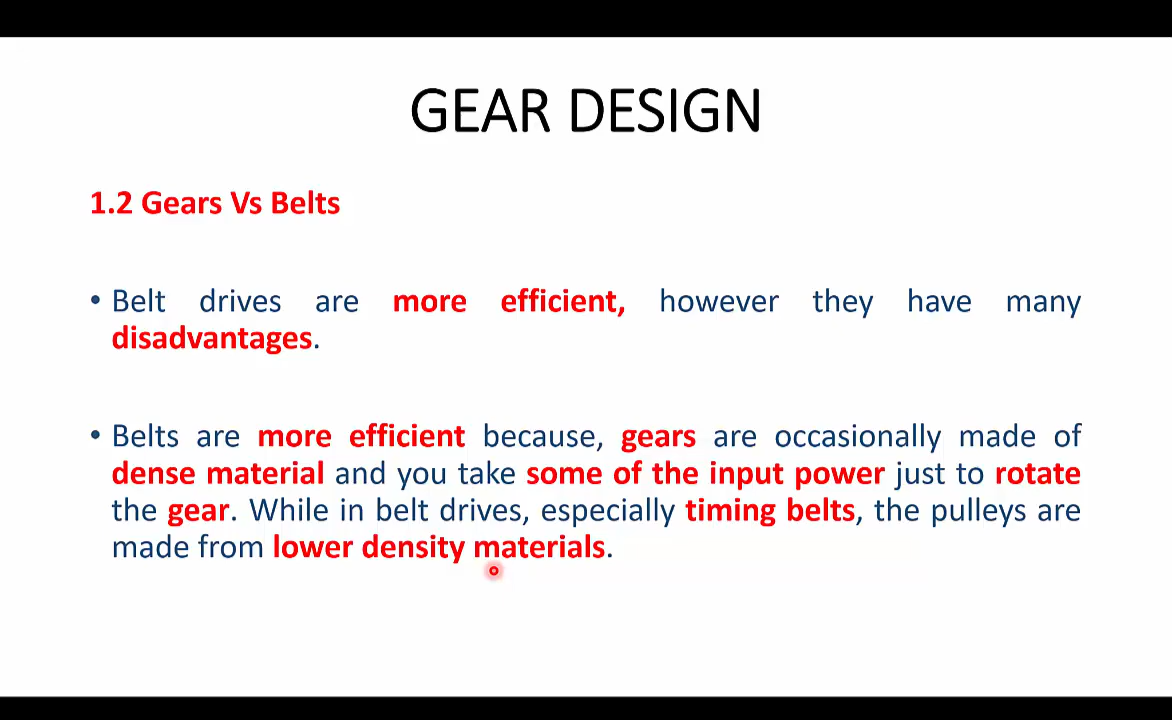 GEAR DESIGN
1.2 Gears Vs Belts
• Belt drives are more efficient, however they have many
disadvantages.
• Belts are more efficient because, gears are occasionally made of
dense material and you take some of the input power just to rotate
the gear. While in belt drives, especially timing belts, the pulleys are
made from lower density materials.